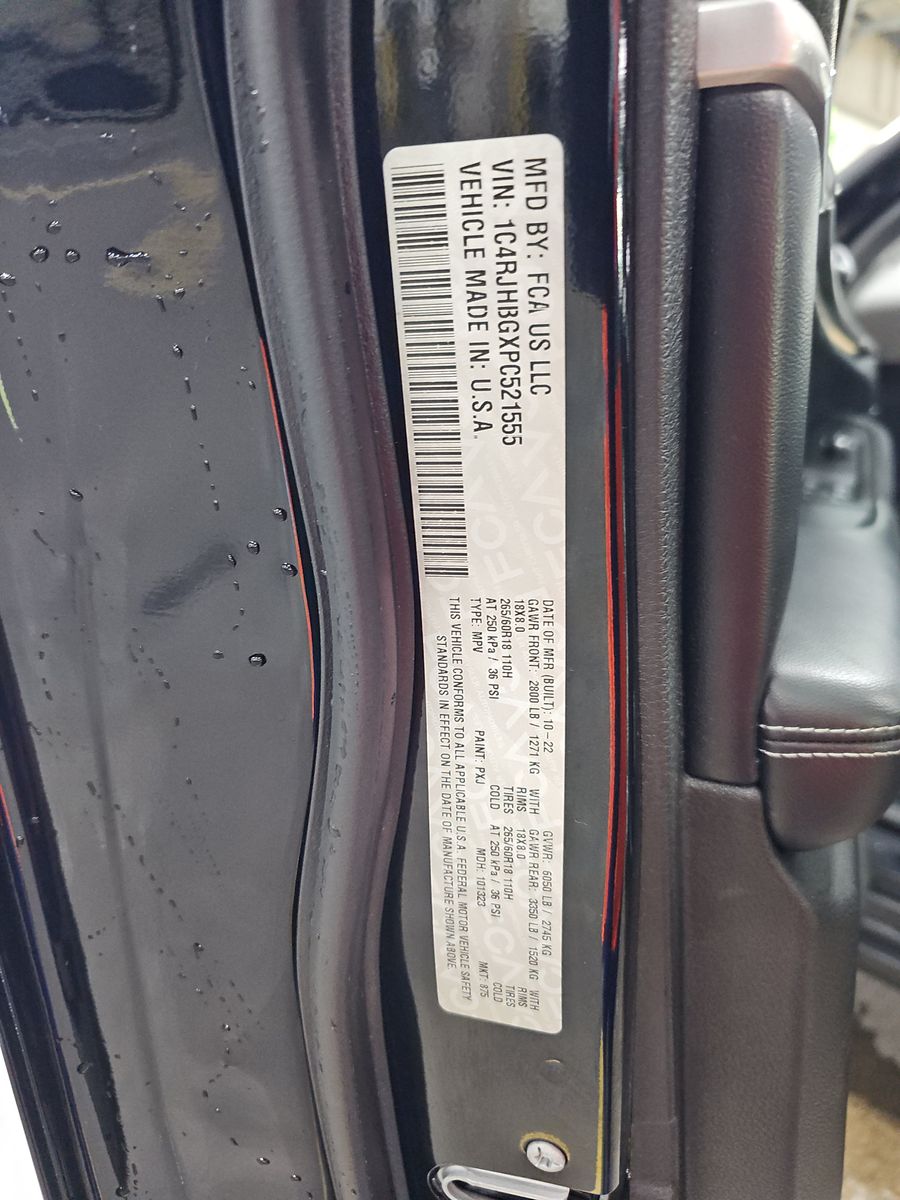 MFD BY: FCA US LLC
VIN: 1C4RJHBGXPC521555
VEHICLE MADE IN: U.S.A.
DATE OF MFR (BUILT): 10-22 GVWR: 6050 LB / 2745 KG
GAWR FRONT: 2800 LB / 1271 KG WITH GAWR REAR: 3350 LB / 1520 KG WITH
18X8.0 RIMS 18X8.0 RIMS
265/60R18 110H TIRES 265/60R18 110H TIRES
AT 250 kPa / 36 PSI COLD AT 250 kPa / 36 PSI COLD
TYPE: MPV PAINT: PXJ MDH: 101323 MKT: 875
THIS VEHICLE CONFORMS TO ALL APPLICABLE U.S.A. FEDERAL MOTOR VEHICLE SAFETY
STANDARDS IN EFFECT ON THE DATE OF MANUFACTURE SHOWN ABOVE.